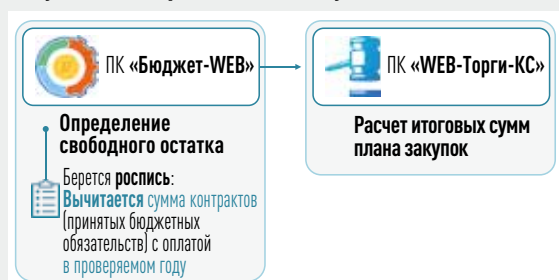 ПК «Бюджет-WEB»
Определение
свободного остатка
Берется роспись:
Вычитается сумма контрактов
(принятых бюджетных
обязательств) с оплатой
в проверяемом году
ПК «WEB-Торги-КС»
Расчет итоговых сумм
плана закупок